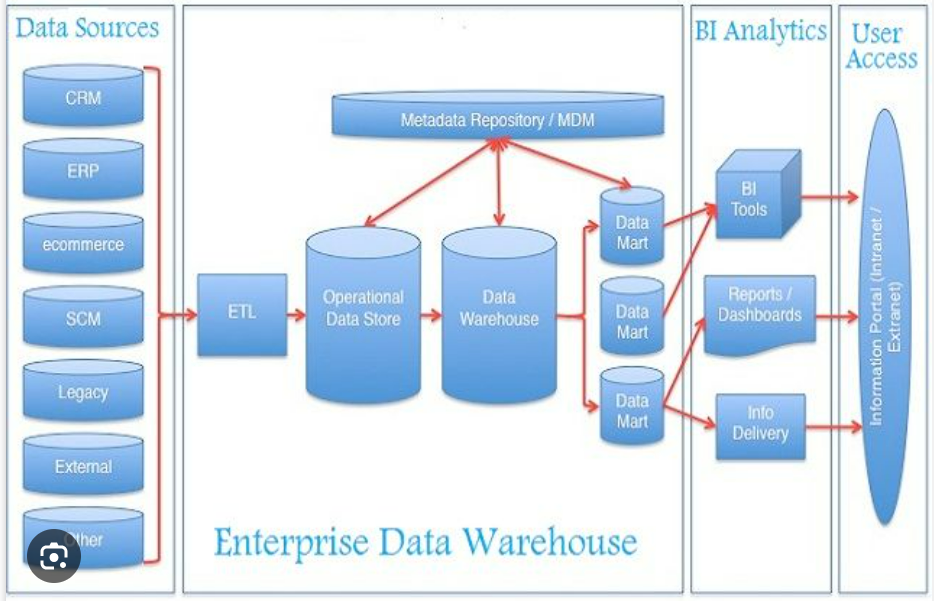 Data Sources
CRM
ERP
ecommerce
SCM
Legacy
External
Other
Metadata Repository / MDM
ETL
Operational
Data Store
Data
Warehouse
Data
Mart
Data
Mart
Data
Mart
Enterprise Data Warehouse
BI Analytics
BI
Tools
Reports /
Dashboards
Info
Delivery
User
Access
Information Portal (Intranet /
Extranet)